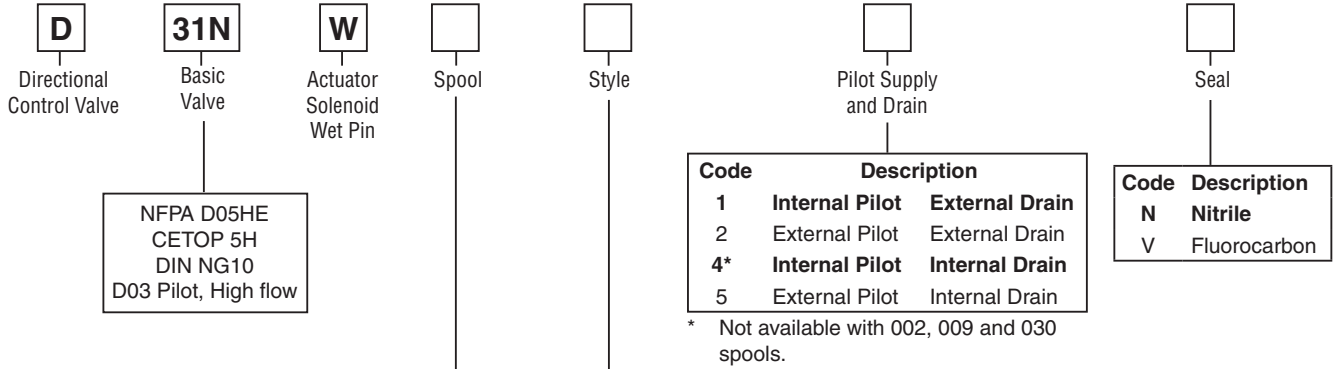 D 31N W
Directional Control Valve
Basic Valve
Actuator Solenoid Wet Pin
Spool
Style
Pilot Supply and Drain
Seal
NFPA D05HE
CETOP 5H
DIN NG10
D03 Pilot, High flow
Code Description
1 Internal Pilot External Drain
2 External Pilot External Drain
4* Internal Pilot Internal Drain
5 External Pilot Internal Drain
* Not available with 002, 009 and 030
spools.
Code Description
N Nitrile
V Fluorocarbon